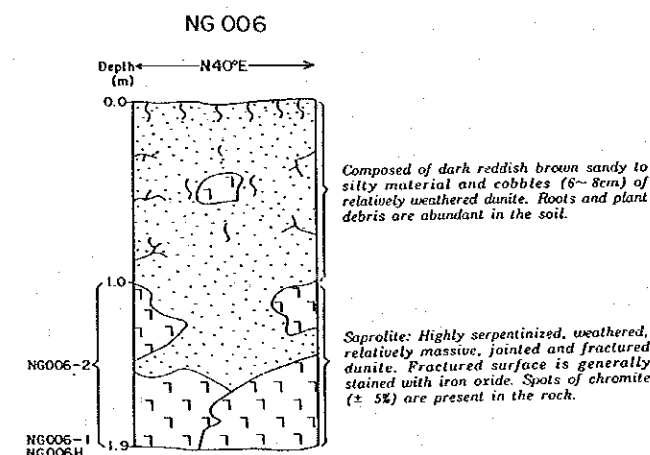 NG 006
Depth
(m)
N40°E
0.0
Composed of dark reddish brown sandy to
silty material and cobbles (6~8cm) of
relatively weathered dunite. Roots and plant
debris are abundant in the soil.
1.0
Saprolite: Highly serpentinized, weathered,
relatively massive, jointed and fractured
dunite. Fractured surface is generally
stained with iron oxide. Spots of chromite
(± 5%) are present in the rock.
NG006-2
NG006-1
NG006H
1.9